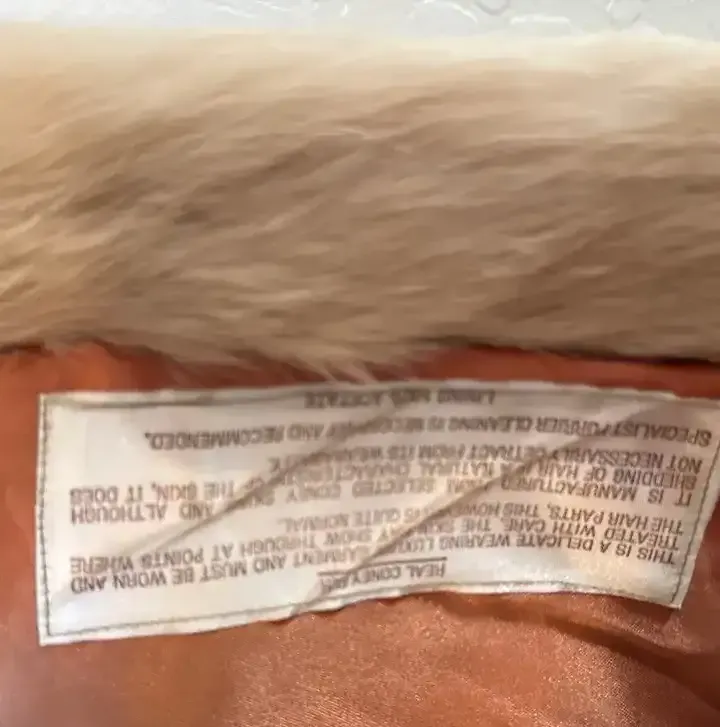 REAL CONEY
THIS IS A DELICATE WEARING GARMENT AND MUST BE WORN AND
TREATED WITH CARE. THE SKIN MAY SHOW THROUGH AT POINTS WHERE
THE HAIR PARTS, THIS HOWEVER IS QUITE NORMAL.
IT IS MANUFACTURED FROM SELECTED CONEY SKINS AND ALTHOUGH
SHEDDING OF HAIR IS A NATURAL CHARACTERISTIC OF THE SKIN, IT DOES
NOT NECESSARILY DETRACT FROM ITS WEARABILITY.
SPECIALIST FURRIER CLEANING IS NECESSARY AND RECOMMENDED.
LINING ACETATE